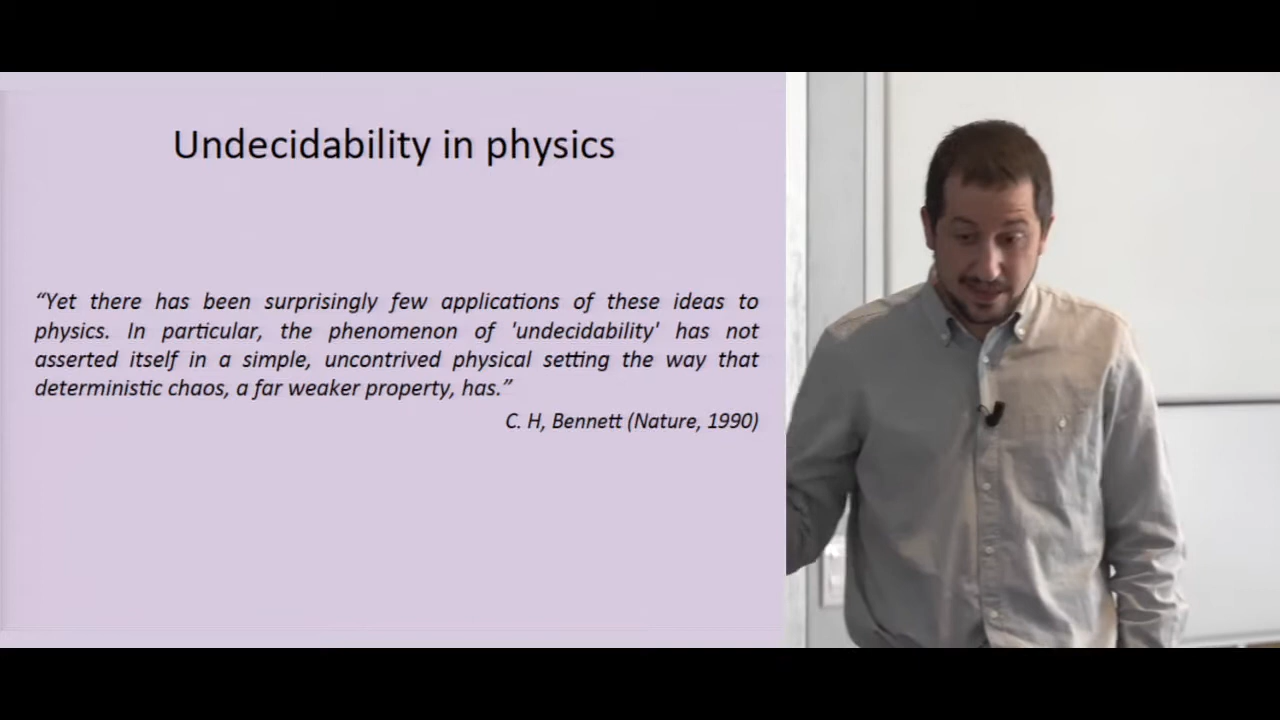 Undecidability in physics
“Yet there has been surprisingly few applications of these ideas to
physics. In particular, the phenomenon of 'undecidability' has not
asserted itself in a simple, uncontrived physical setting the way that
deterministic chaos, a far weaker property, has.”
C. H, Bennett (Nature, 1990)